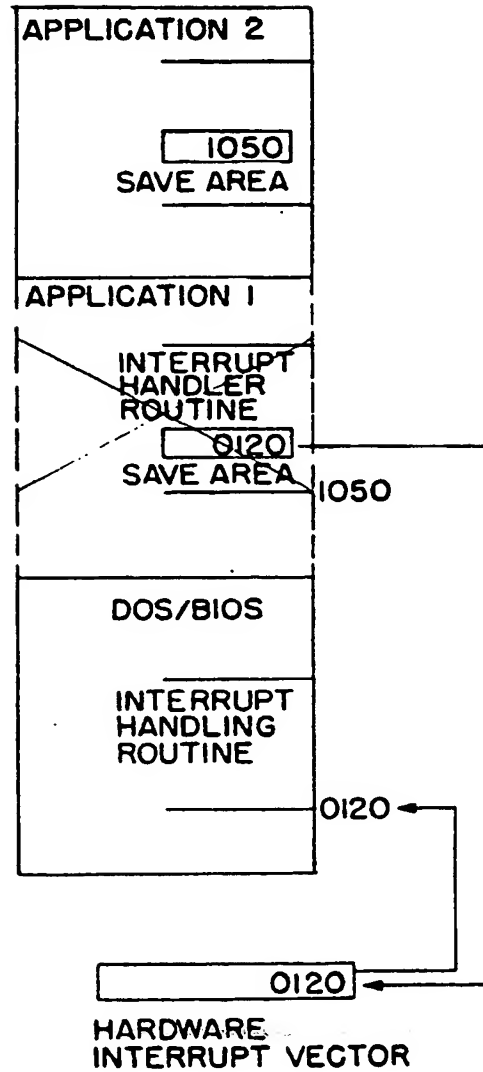 APPLICATION 2
1050
SAVE AREA
APPLICATION 1
INTERRUPT
HANDLER
ROUTINE
0120
SAVE AREA
1050
DOS/BIOS
INTERRUPT
HANDLING
ROUTINE
0120
0120
HARDWARE
INTERRUPT VECTOR